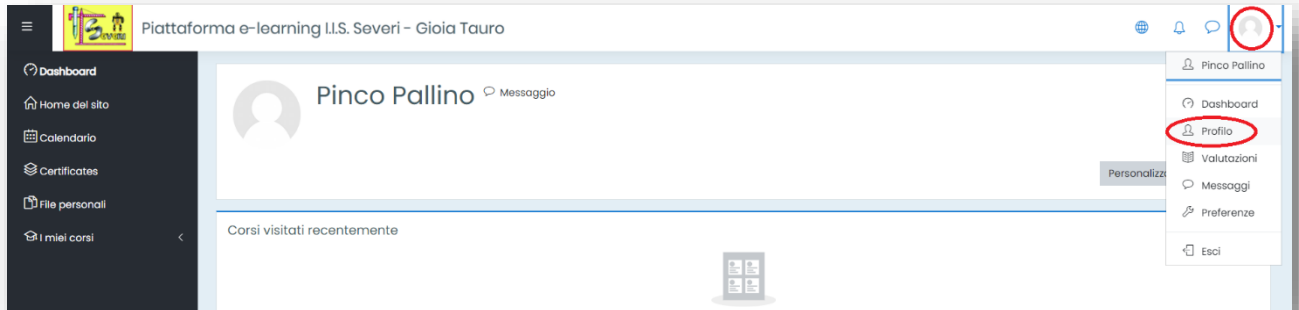 Severi
Piattaforma e-learning I.I.S. Severi - Gioia Tauro
Dashboard
Home del sito
Calendario
Certificates
File personali
I miei corsi
Pinco Pallino
Messaggio
Corsi visitati recentemente
Pinco Pallino
Dashboard
Profilo
Valutazioni
Messaggi
Preferenze
Esci